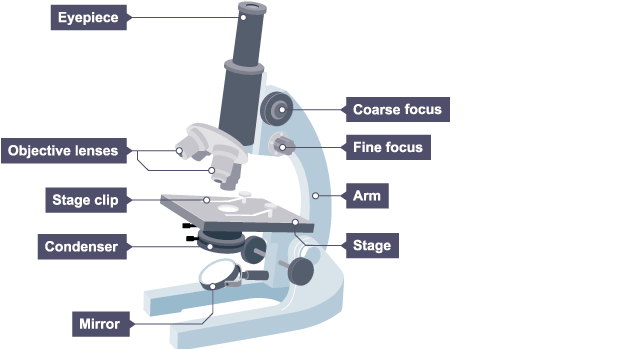 Eyepiece
Coarse focus
Objective lenses
Fine focus
Stage clip
Arm
Condenser
Stage
Mirror